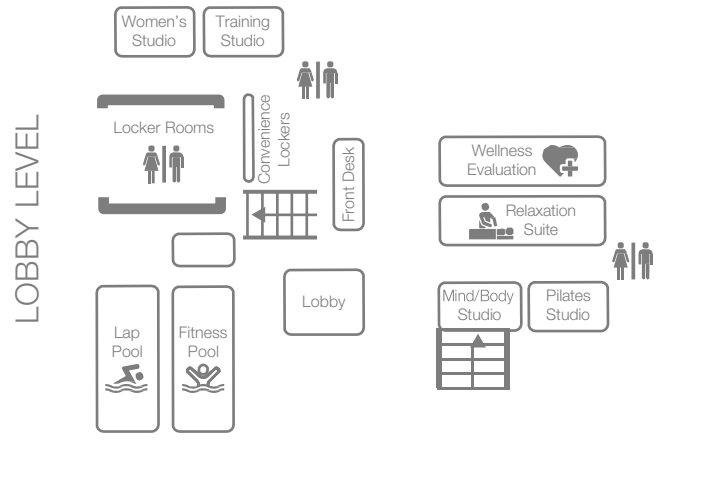 LOBBY LEVEL
Women's
Studio
Training
Studio
Locker Rooms
Convenience
Lockers
Front Desk
Wellness
Evaluation
Relaxation
Suite
Lobby
Mind/Body
Studio
Pilates
Studio
Lap
Pool
Fitness
Pool